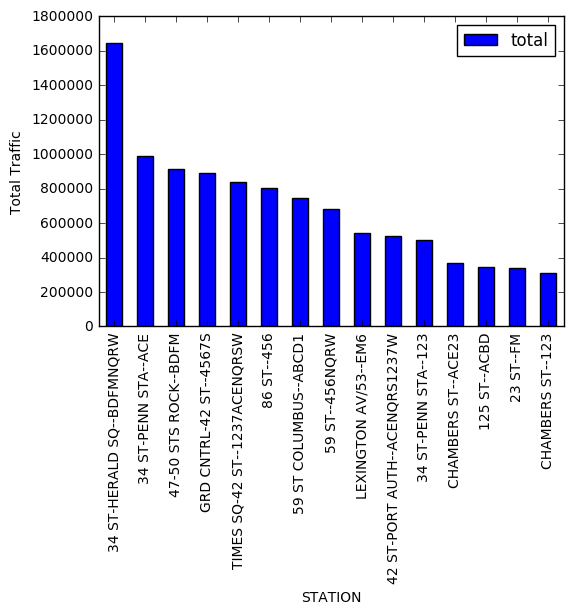 1800000
1600000
1400000
1200000
1000000
800000
600000
400000
200000
0
Total Traffic
total
34 ST-HERALD SQ--BDFMNQRW
34 ST-PENN STA--ACE
47-50 STS ROCK--BDFM
GRD CNTRL-42 ST--4567S
TIMES SQ-42 ST--1237ACENQRSW
86 ST--456
59 ST COLUMBUS--ABCD1
59 ST--456NQRW
LEXINGTON AV/53--EM6
42 ST-PORT AUTH--ACENQRS1237W
34 ST-PENN STA--123
CHAMBERS ST--ACE23
125 ST--ACBD
23 ST--FM
CHAMBERS ST--123
STATION